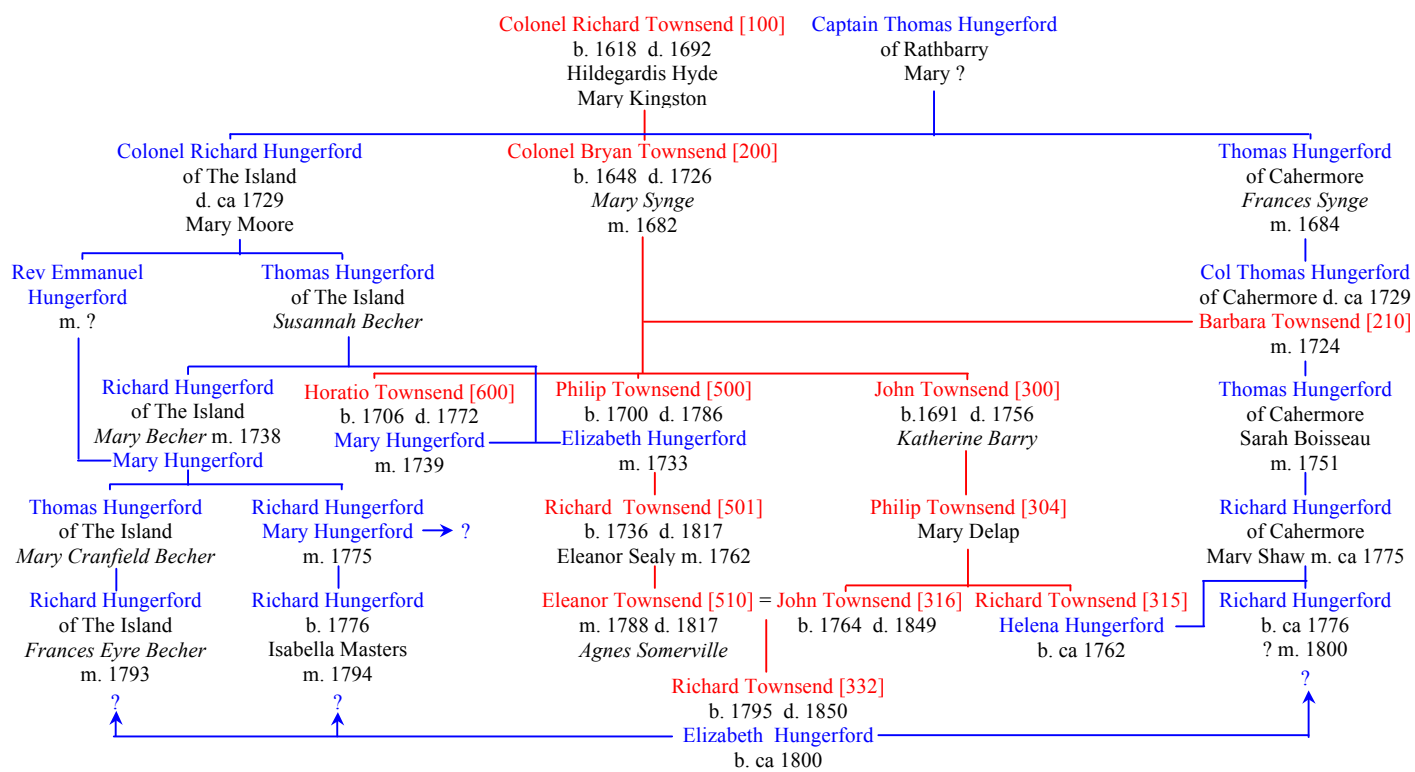 Colonel Richard Townsend [100]
b. 1618 d. 1692
Hildegardis Hyde
Mary Kingston
Captain Thomas Hungerford
of Rathbarry
Mary ?
Colonel Richard Hungerford
of The Island
d. ca 1729
Mary Moore
Colonel Bryan Townsend [200]
b. 1648 d. 1726
Mary Synge
m. 1682
Thomas Hungerford
of Cahermore
Frances Synge
m. 1684
Rev Emmanuel
Hungerford
m. ?
Thomas Hungerford
of The Island
Susannah Becher
Col Thomas Hungerford
of Cahermore d. ca 1729
Barbara Townsend [210]
m. 1724
Richard Hungerford
of The Island
Mary Becher m. 1738
Mary Hungerford
Horatio Townsend [600]
b. 1706 d. 1772
Mary Hungerford
m. 1739
Philip Townsend [500]
b. 1700 d. 1786
Elizabeth Hungerford
m. 1733
John Townsend [300]
b.1691 d. 1756
Katherine Barry
Thomas Hungerford
of Cahermore
Sarah Boisseau
m. 1751
Thomas Hungerford
of The Island
Mary Cranfield Becher
Richard Hungerford
Mary Hungerford ?
m. 1775
Richard Townsend [501]
b. 1736 d. 1817
Eleanor Sealy m. 1762
Philip Townsend [304]
Mary Delap
Richard Hungerford
of Cahermore
Mary Shaw m. ca 1775
Richard Hungerford
of The Island
Frances Eyre Becher
m. 1793
?
Richard Hungerford
b. 1776
Isabella Masters
m. 1794
?
Eleanor Townsend [510] = John Townsend [316]
m. 1788 d. 1817
Agnes Somerville
b. 1764 d. 1849
Richard Townsend [315]
Helena Hungerford
b. ca 1762
Richard Hungerford
b. ca 1776
? m. 1800
?
Richard Townsend [332]
b. 1795 d. 1850
Elizabeth Hungerford
b. ca 1800